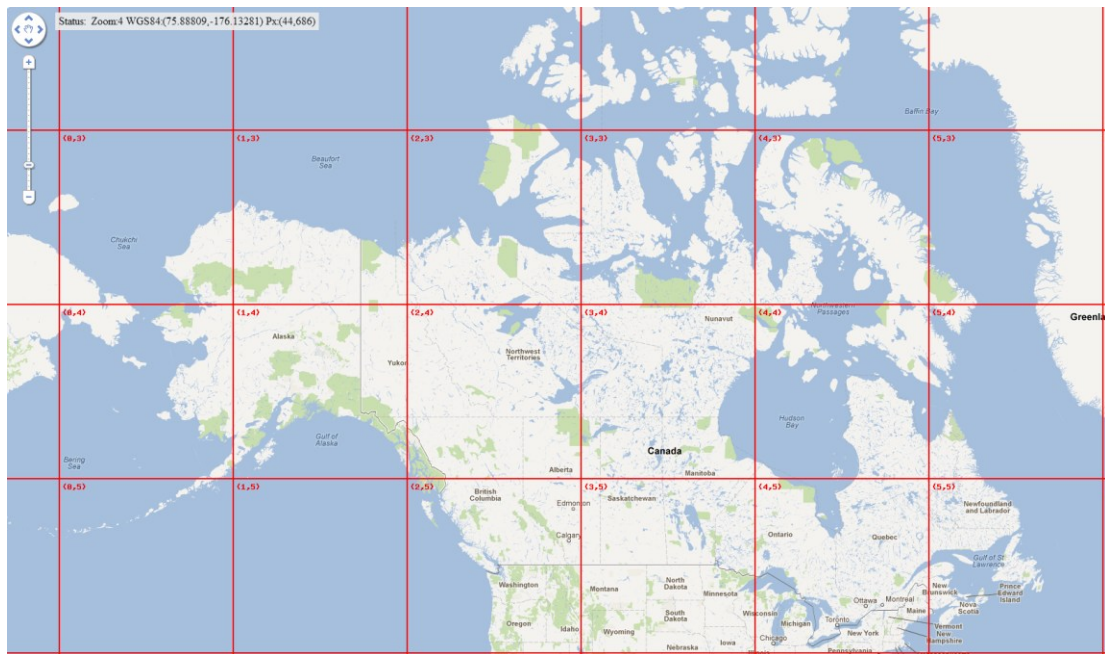 Status: Zoom:4 WGS84:(75.88809,-176.13281) Px:(44,686)
Baffin Bay
(0,3)
(1,3)
(2,3)
(3,3)
(4,3)
(5,3)
Beaufort
Sea
Chukchi
Sea
(0,4)
(1,4)
(2,4)
(3,4)
(4,4)
(5,4)
Northwestern
Passages
Greenla
Nunavut
Alaska
Yukon
Northwest
Territories
Hudson
Bay
Gulf of
Alaska
Canada
Bering
Sea
Alberta
Manitoba
(0,5)
(1,5)
(2,5)
(3,5)
(4,5)
(5,5)
British
Columbia
Saskatchewan
Edmonton
Newfoundland
and Labrador
Calgary
Ontario
Quebec
Gulf of St
Lawrence
Washington
Montana
North
Dakota
Minnesota
New
Brunswick
Prince
Edward
Island
Ottawa
Montreal
Maine
Nova
Scotia
Oregon
Idaho
Wyoming
South
Dakota
Wisconsin
Michigan
Toronto
New York
Vermont
New
Hampshire
Iowa
Chicago
Nebraska
Pennsylvania